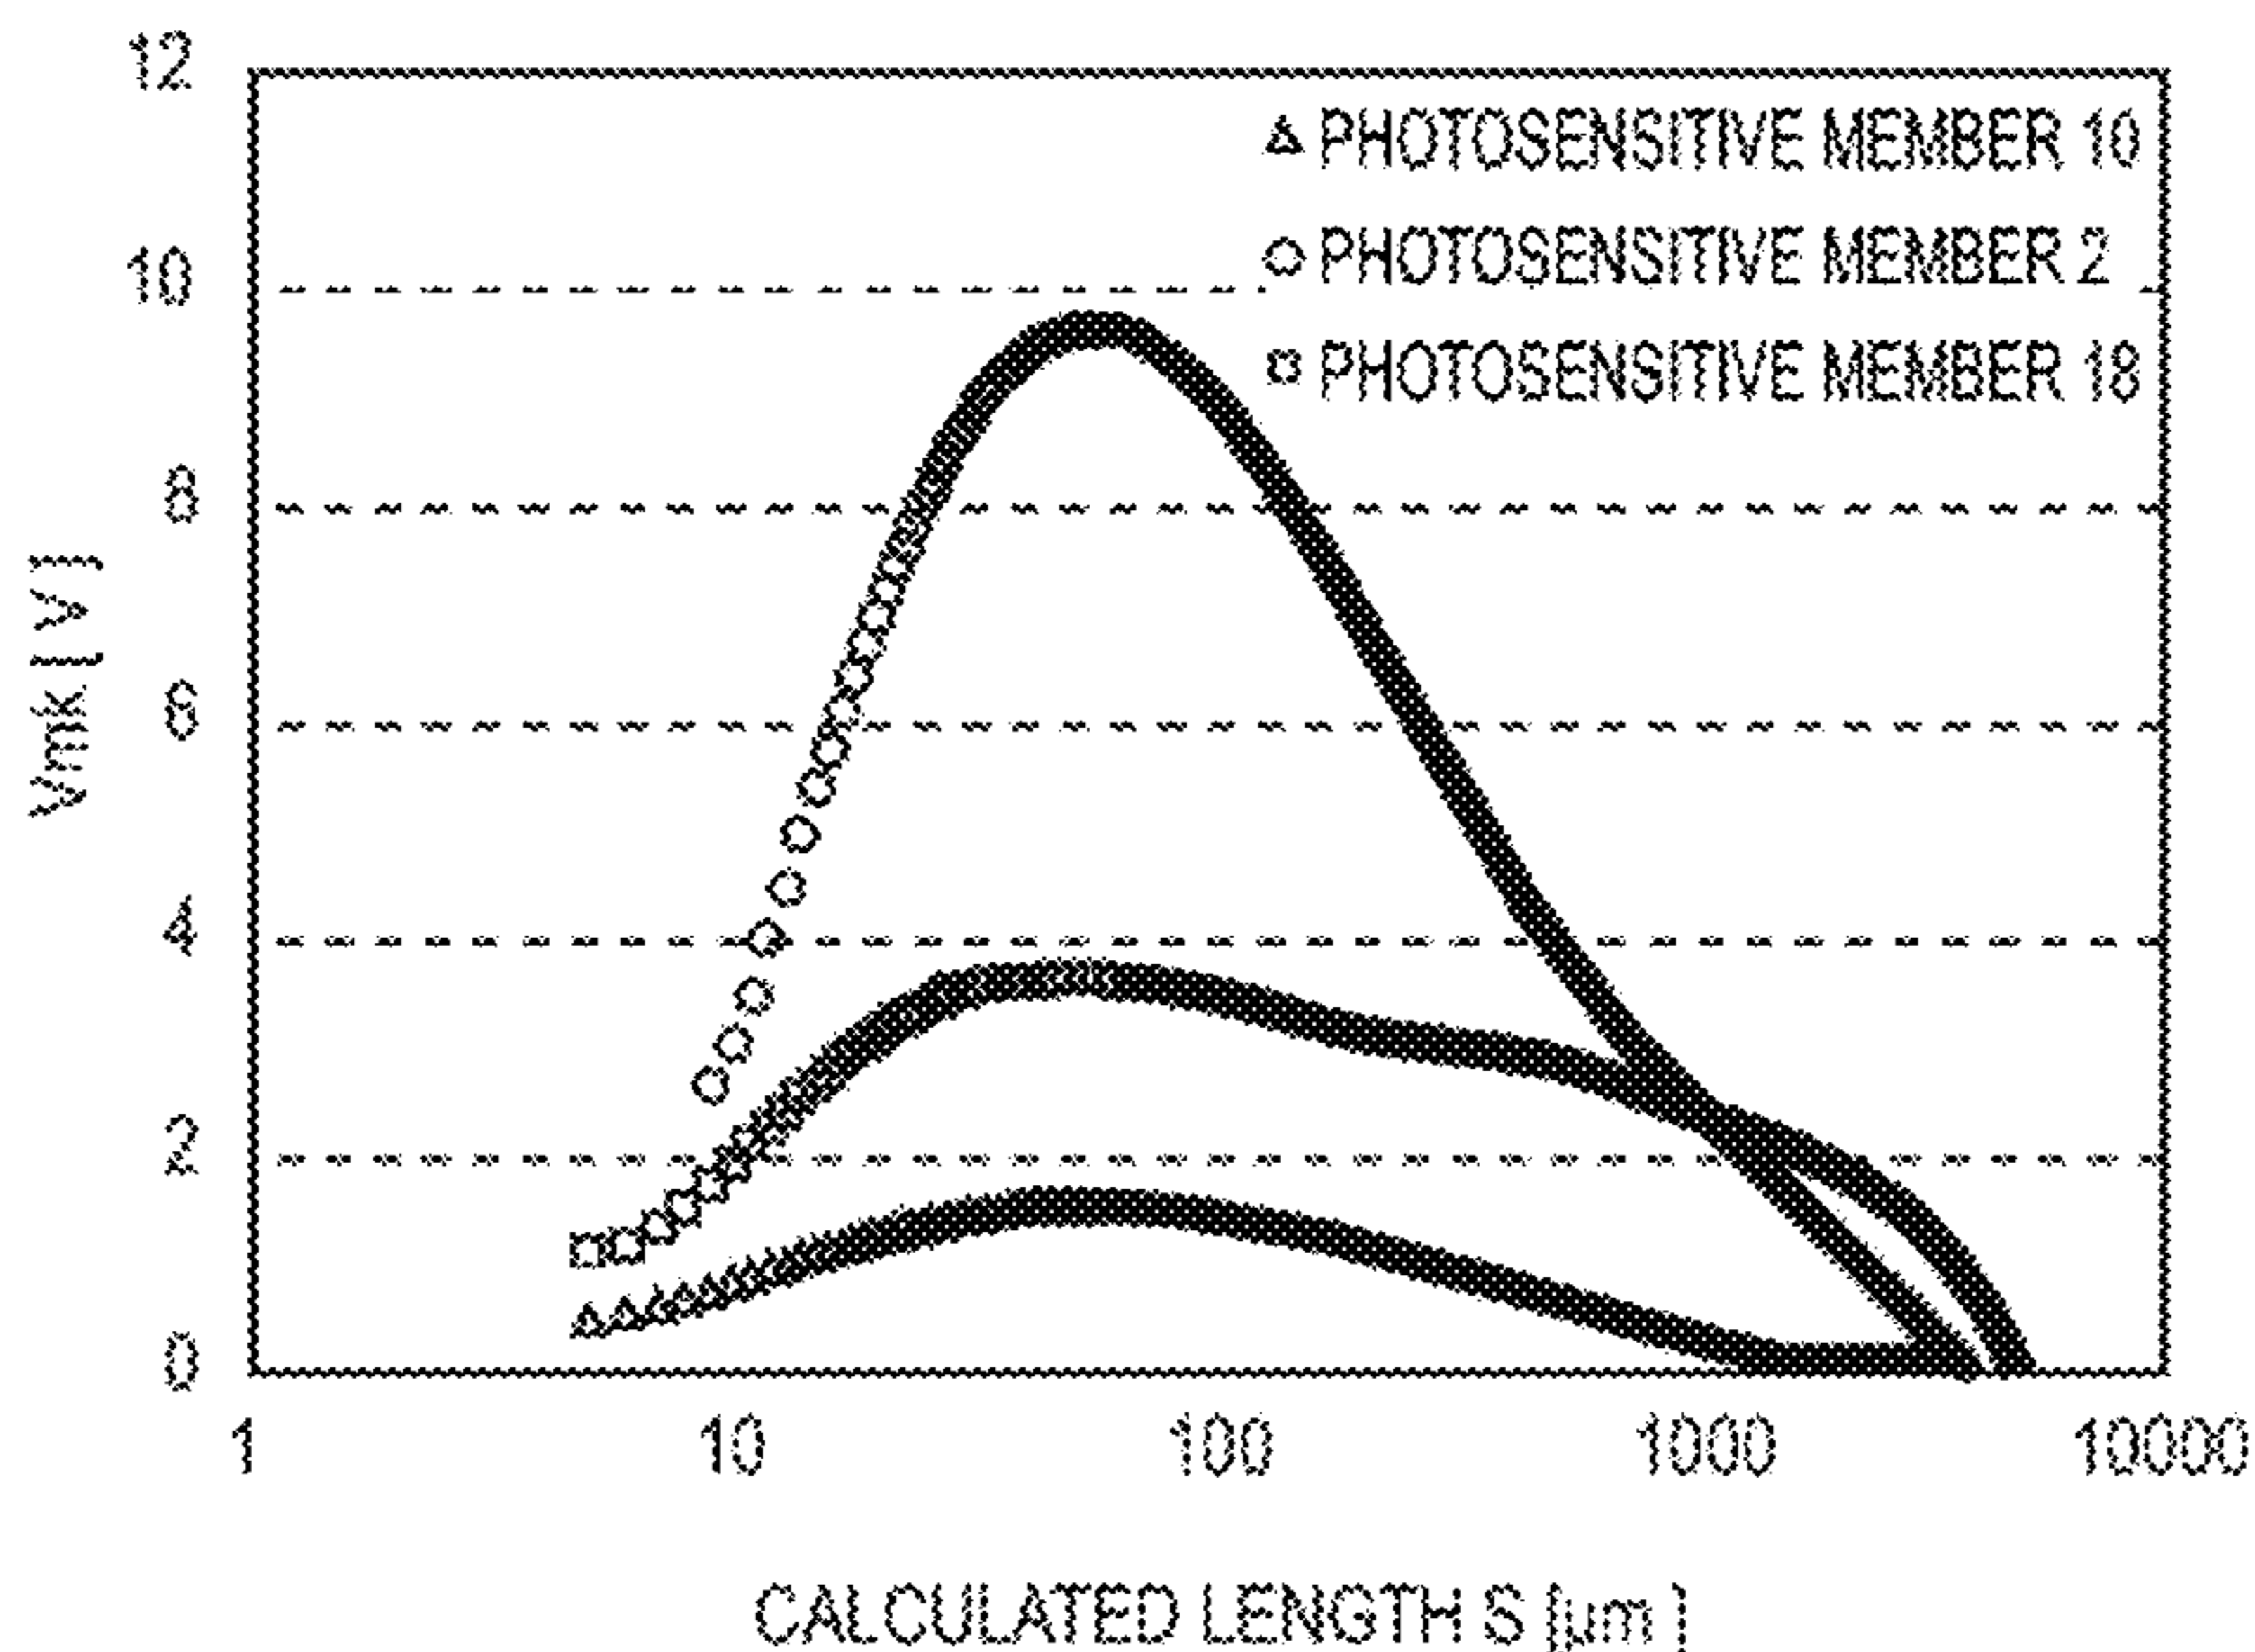 12
10
8
6
4
2
0
Vmk [ V ]
PHOTOSENSITIVE MEMBER 10
PHOTOSENSITIVE MEMBER 2
PHOTOSENSITIVE MEMBER 18
1 10 100 1000 10000
CALCULATED LENGTH S [μm ]